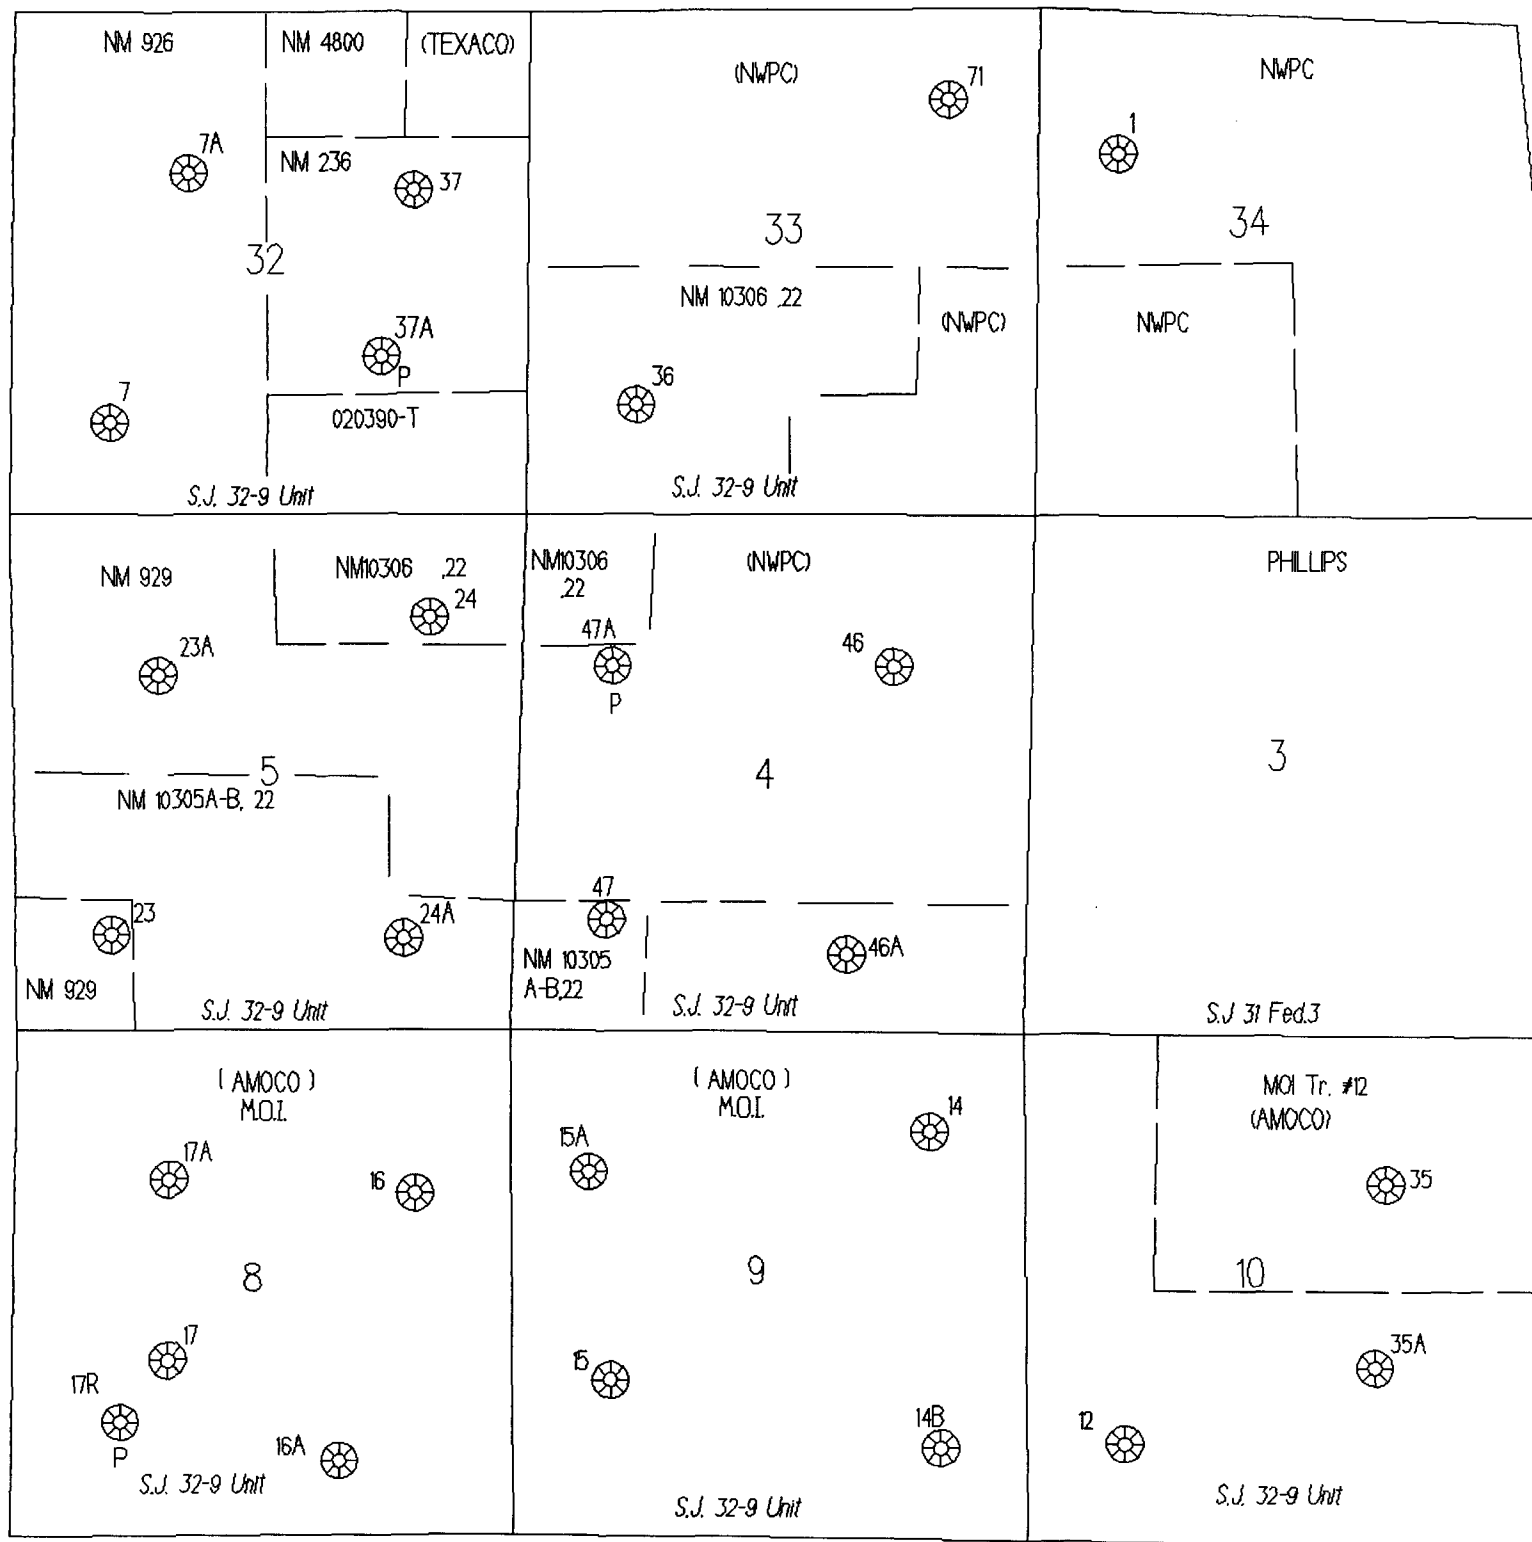 NM 926
NM 4800
(TEXACO)
7A
NM 236
37
32
37A
P
7
020390-T
S.J. 32-9 Unit
(NWPC)
71
33
NM 10306 ,22
(NWPC)
36
S.J. 32-9 Unit
NWPC
1
34
NWPC
NM 929
NM10306 ,22
24
23A
5
NM 10305A-B, 22
23
24A
NM 929
S.J. 32-9 Unit
NM10306
,22
(NWPC)
47A
P
46
4
47
46A
NM 10305
A-B,22
S.J. 32-9 Unit
PHILLIPS
3
S.J 31 Fed.3
( AMOCO )
M.O.I.
17A
16
8
17
17R
P
16A
S.J. 32-9 Unit
( AMOCO )
M.O.I.
14
15A
9
15
14B
S.J. 32-9 Unit
MOI Tr. #12
(AMOCO)
35
10
35A
12
S.J. 32-9 Unit